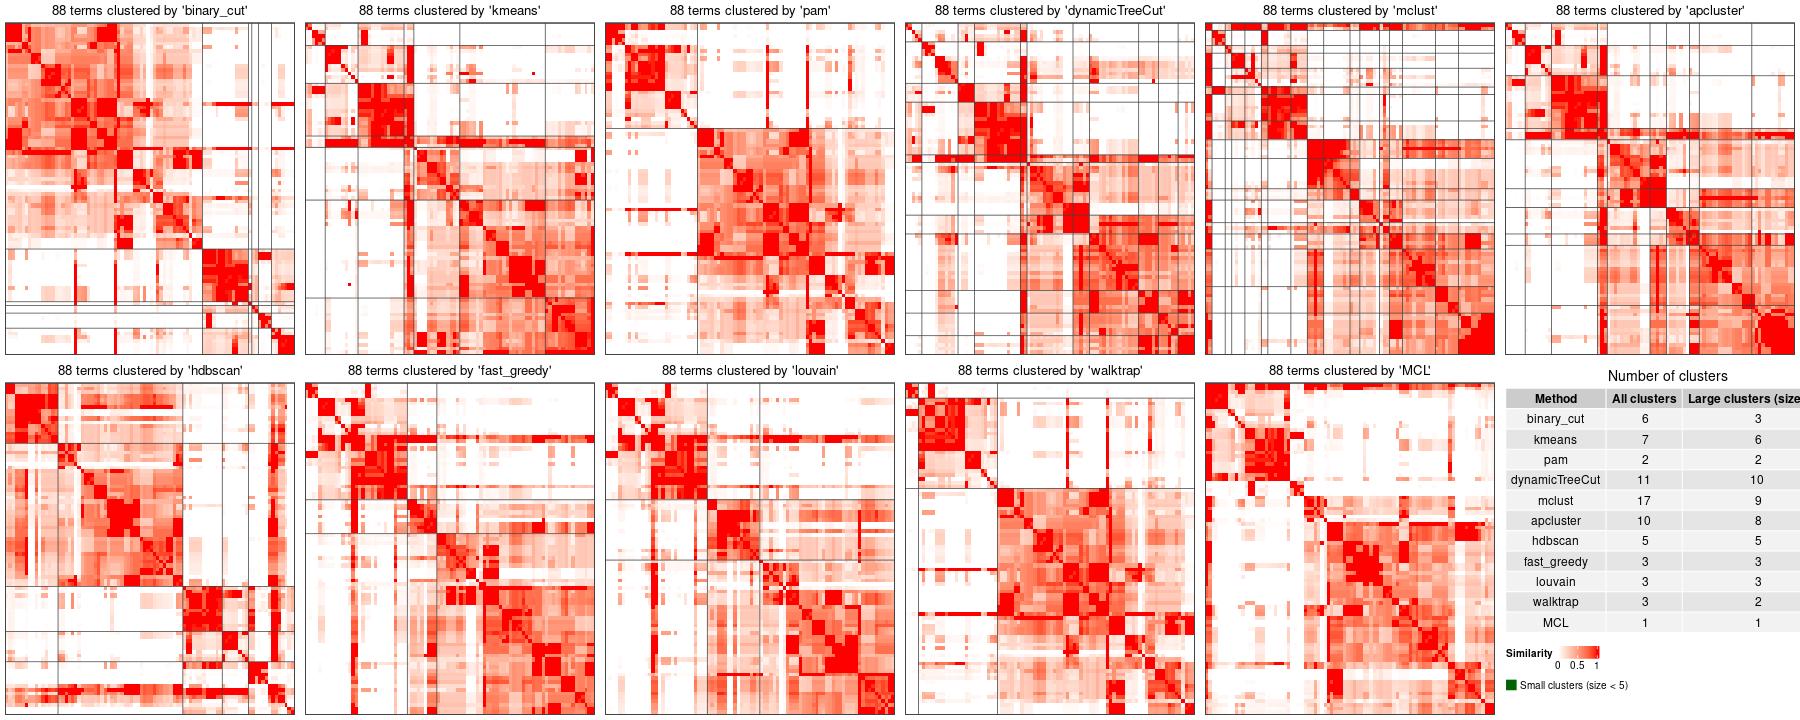 88 terms clustered by 'binary_cut'
88 terms clustered by 'kmeans'
88 terms clustered by 'pam'
88 terms clustered by 'dynamicTreeCut'
88 terms clustered by 'mclust'
88 terms clustered by 'apcluster'
88 terms clustered by 'hdbscan'
88 terms clustered by 'fast_greedy'
88 terms clustered by 'louvain'
88 terms clustered by 'walktrap'
88 terms clustered by 'MCL'
Number of clusters
Method All clusters Large clusters (size
binary_cut 6 3
kmeans 7 6
pam 2 2
dynamicTreeCut 11 10
mclust 17 9
apcluster 10 8
hdbscan 5 5
fast_greedy 3 3
louvain 3 3
walktrap 3 2
MCL 1 1
Similarity
0 0.5 1
Small clusters (size < 5)